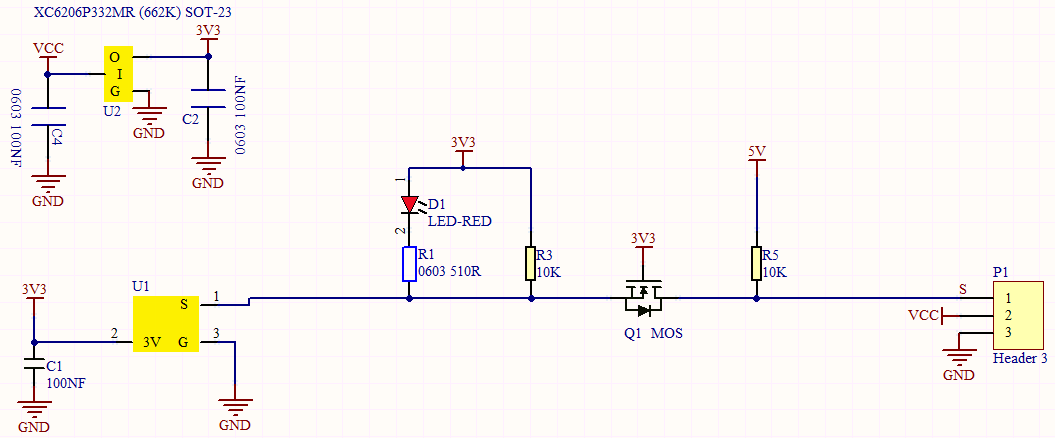 XC6206P332MR (662K) SOT-23
VCC
3V3
O
I
G
U2
GND
0603 100NF
C4
GND
C2
0603 100NF
GND
3V3
1
D1
LED-RED
2
R1
0603 510R
R3
10K
3V3
Q1 MOS
5V
R5
10K
3V3
U1
S
1
2
3V
G
3
C1
100NF
GND
GND
P1
S
1
VCC
2
3
Header 3
GND